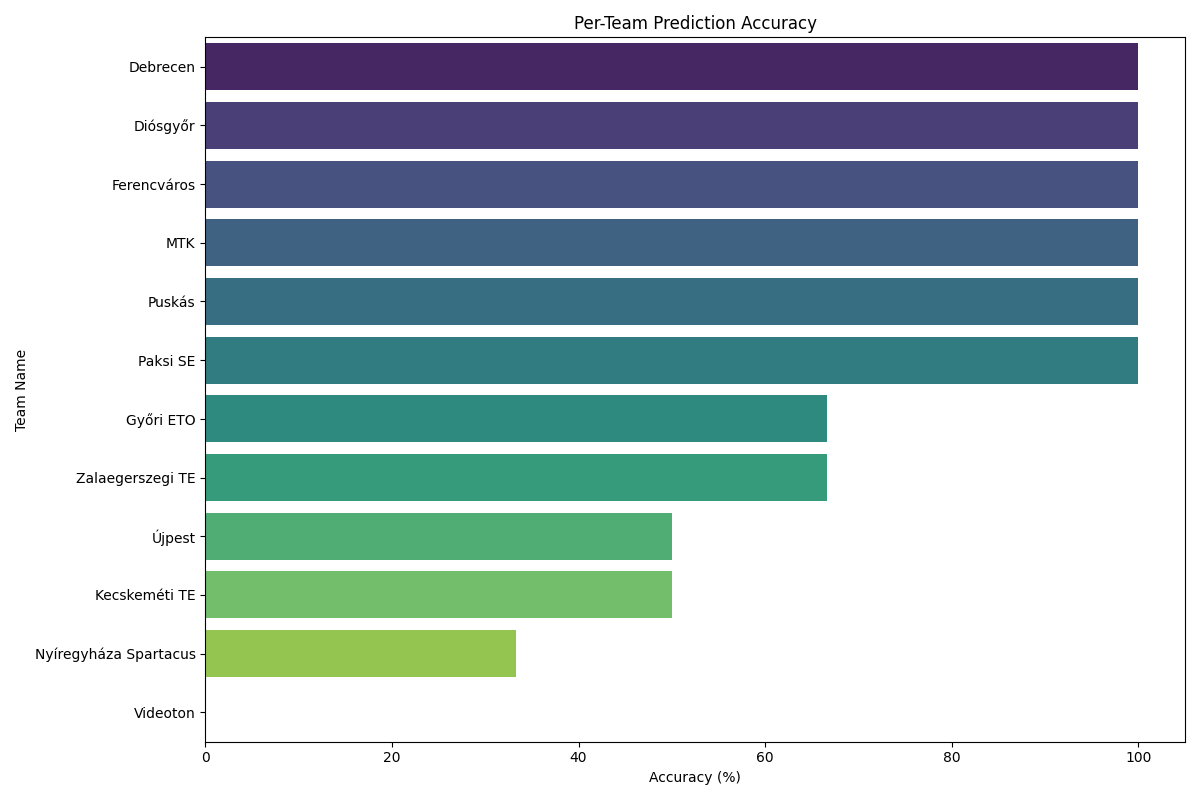 Per-Team Prediction Accuracy
Team Name
Debrecen
Diósgyőr
Ferencváros
MTK
Puskás
Paksi SE
Győri ETO
Zalaegerszegi TE
Újpest
Kecskeméti TE
Nyíregyháza Spartacus
Videoton
0 20 40 60 80 100
Accuracy (%)